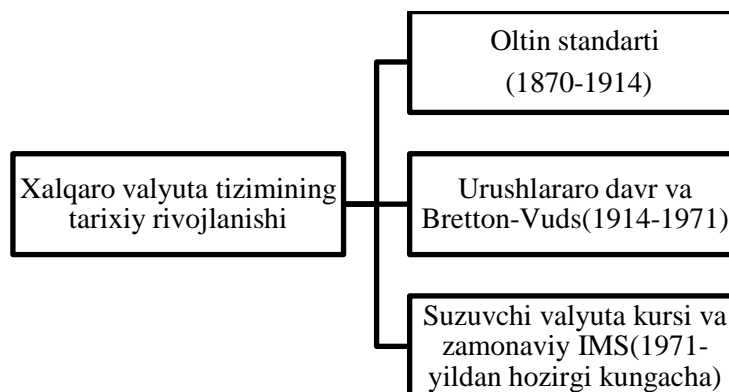 Xalqaro valyuta tizimining
tarixiy rivojlanishi
Oltin standarti
(1870-1914)
Urushlararo davr va
Bretton-Vuds(1914-1971)
Suzuvchi valyuta kursi va
zamonaviy IMS(1971-
yildan hozirgi kungacha)